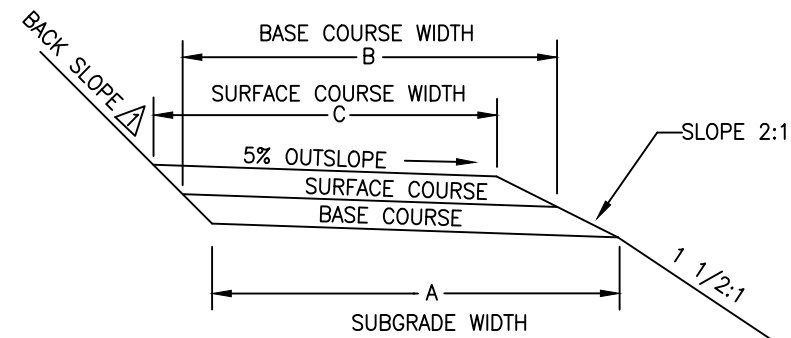 BACK SLOPE 1
BASE COURSE WIDTH
B
SURFACE COURSE WIDTH
C
SLOPE 2:1
5% OUTSLOPE
SURFACE COURSE
BASE COURSE
1 1/2:1
A
SUBGRADE WIDTH